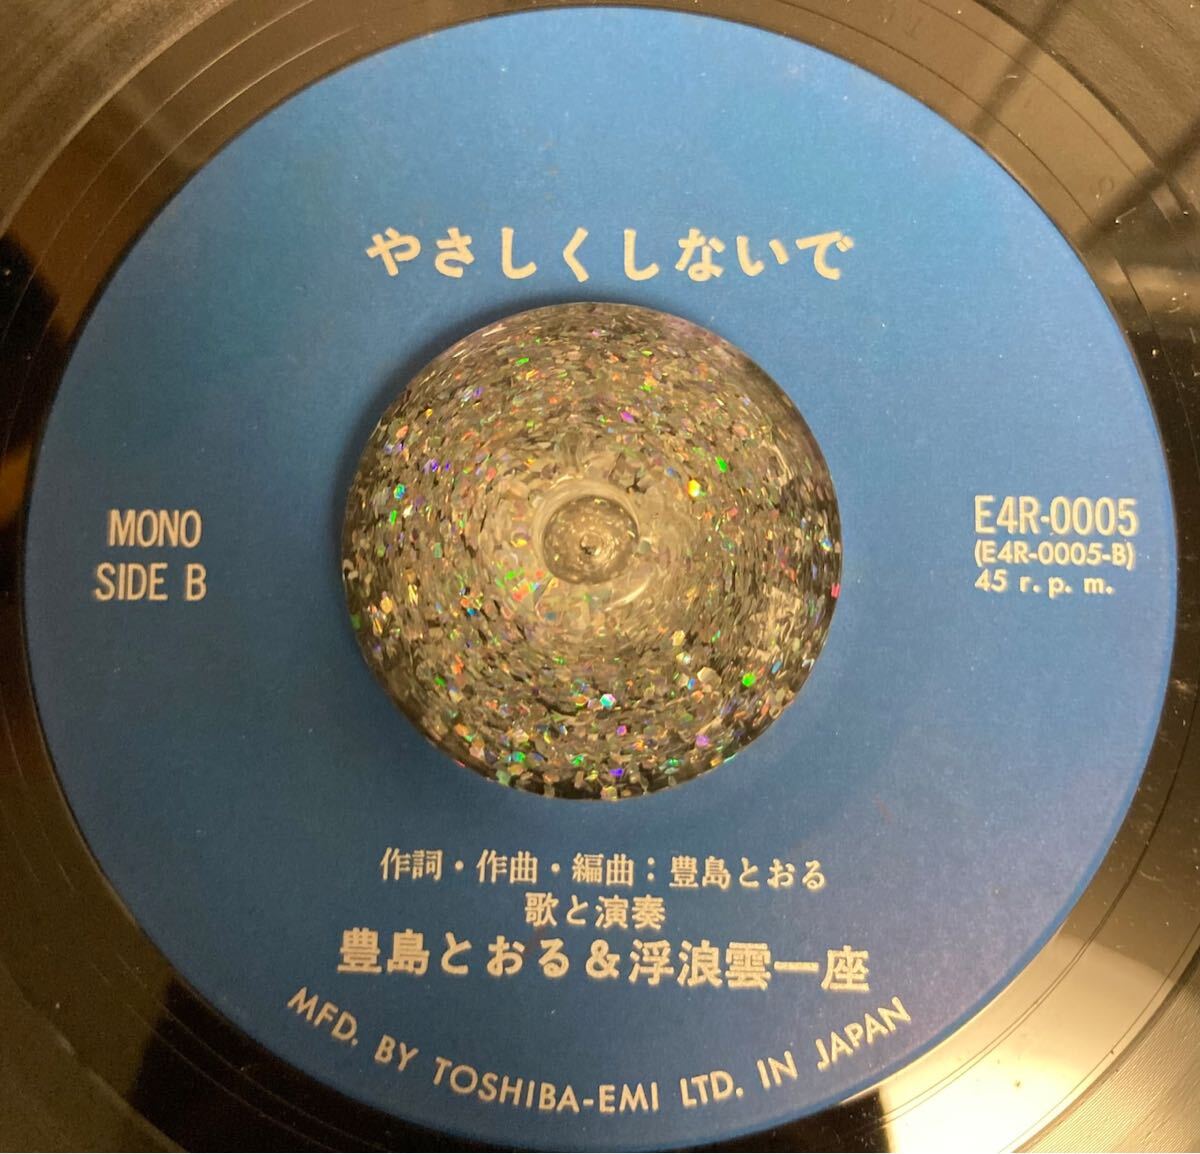 やさしくしないで
MONO
SIDE B
E4R-0005
(E4R-0005-B)
45 r.p.m.
作詞・作曲・編曲：豊島とおる
歌と演奏
豊島とおる&浮浪雲一座
MFD. BY TOSHIBA-EMI LTD. IN JAPAN